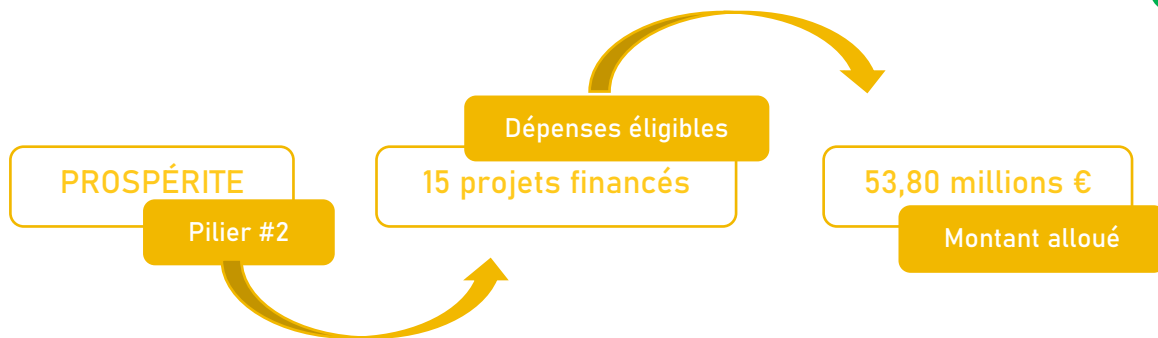 PROSPÉRITE
Pilier #2
Dépenses éligibles
15 projets financés
53,80 millions €
Montant alloué